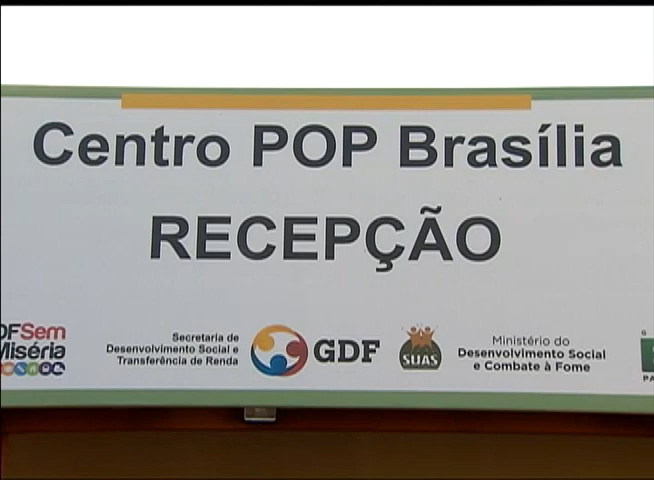 Centro POP Brasília
RECEPÇÃO
DFSem
Miséria
Secretaria de
Desenvolvimento Social e
Transferência de Renda
GDF
SUAS
Ministério do
Desenvolvimento Social
e Combate à Fome
G
PA